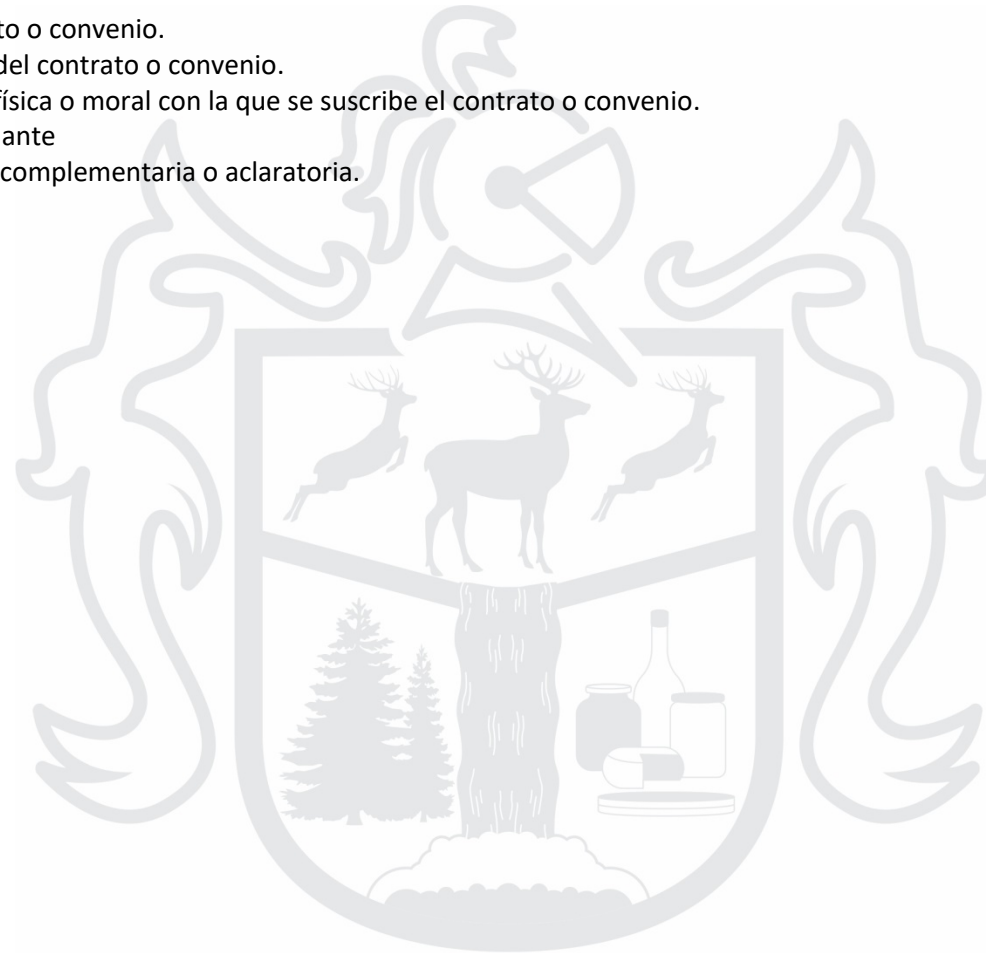 to o convenio.
del contrato o convenio.
física o moral con la que se suscribe el contrato o convenio.
ante
complementaria o aclaratoria.